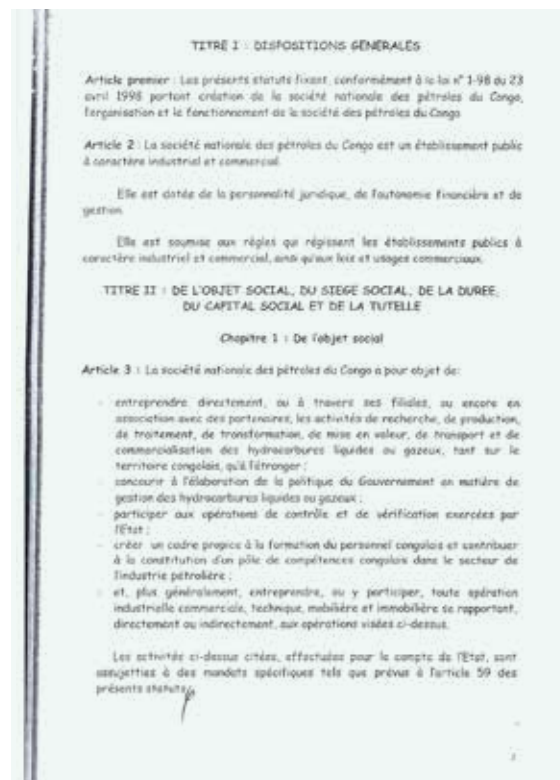 TITRE I : DISPOSITIONS GENERALES
Article premier : Les présents statuts fixent, conformément à la loi n° 1-98 du 23
avril 1998 portant création de la société nationale des pétroles du Congo,
l'organisation et le fonctionnement de la société des pétroles du Congo
Article 2 : La société nationale des pétroles du Congo est un établissement public
à caractère industriel et commercial.
Elle est dotée de la personnalité juridique, de l'autonomie financière et de
gestion.
Elle est soumise aux règles qui régissent les établissements publics à
caractère industriel et commercial, ainsi qu'aux lois et usages commerciaux.
TITRE II : DE L'OBJET SOCIAL, DU SIEGE SOCIAL, DE LA DUREE,
DU CAPITAL SOCIAL ET DE LA TUTELLE
Chapitre 1 : De l'objet social
Article 3 : La société nationale des pétroles du Congo a pour objet de:
- entreprendre directement, ou à travers ses filiales, ou encore en
association avec des partenaires, les activités de recherche, de production,
de traitement, de transformation, de mise en valeur, de transport et de
commercialisation des hydrocarbures liquides ou gazeux, tant sur le
territoire congolais, qu'à l'étranger ;
- concourir à l'élaboration de la politique du Gouvernement en matière de
gestion des hydrocarbures liquides ou gazeux ;
- participer aux opérations de contrôle et de vérification exercées par
l'Etat ;
- créer un cadre propice à la formation du personnel congolais et contribuer
à la constitution d'un pôle de compétences congolais dans le secteur de
l'industrie pétrolière ;
- et, plus généralement, entreprendre, ou y participer, toute opération
industrielle commerciale, technique, mobilière et immobilière se rapportant,
directement ou indirectement, aux opérations visées ci-dessus.
Les activités ci-dessus citées, effectuées pour le compte de l'Etat, sont
assujetties à des mandats spécifiques tels que prévus à l'article 59 des
présents statuts.